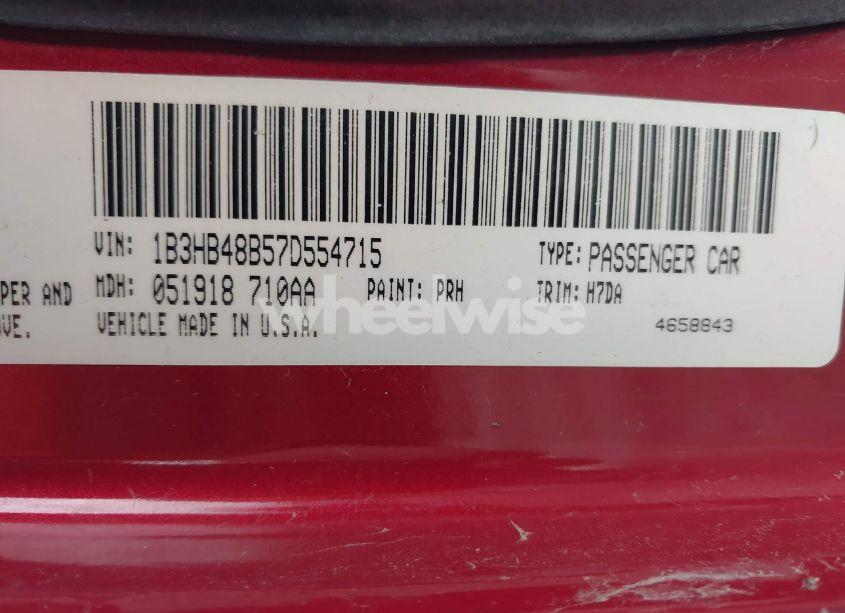 VIN: 1B3HB48B57D554715 TYPE: PASSENGER CAR
PER AND MDH: 051918 710AA PAINT: PRH TRIM: H7DA
VE. VEHICLE MADE IN U.S.A. 4658843
wheelwise